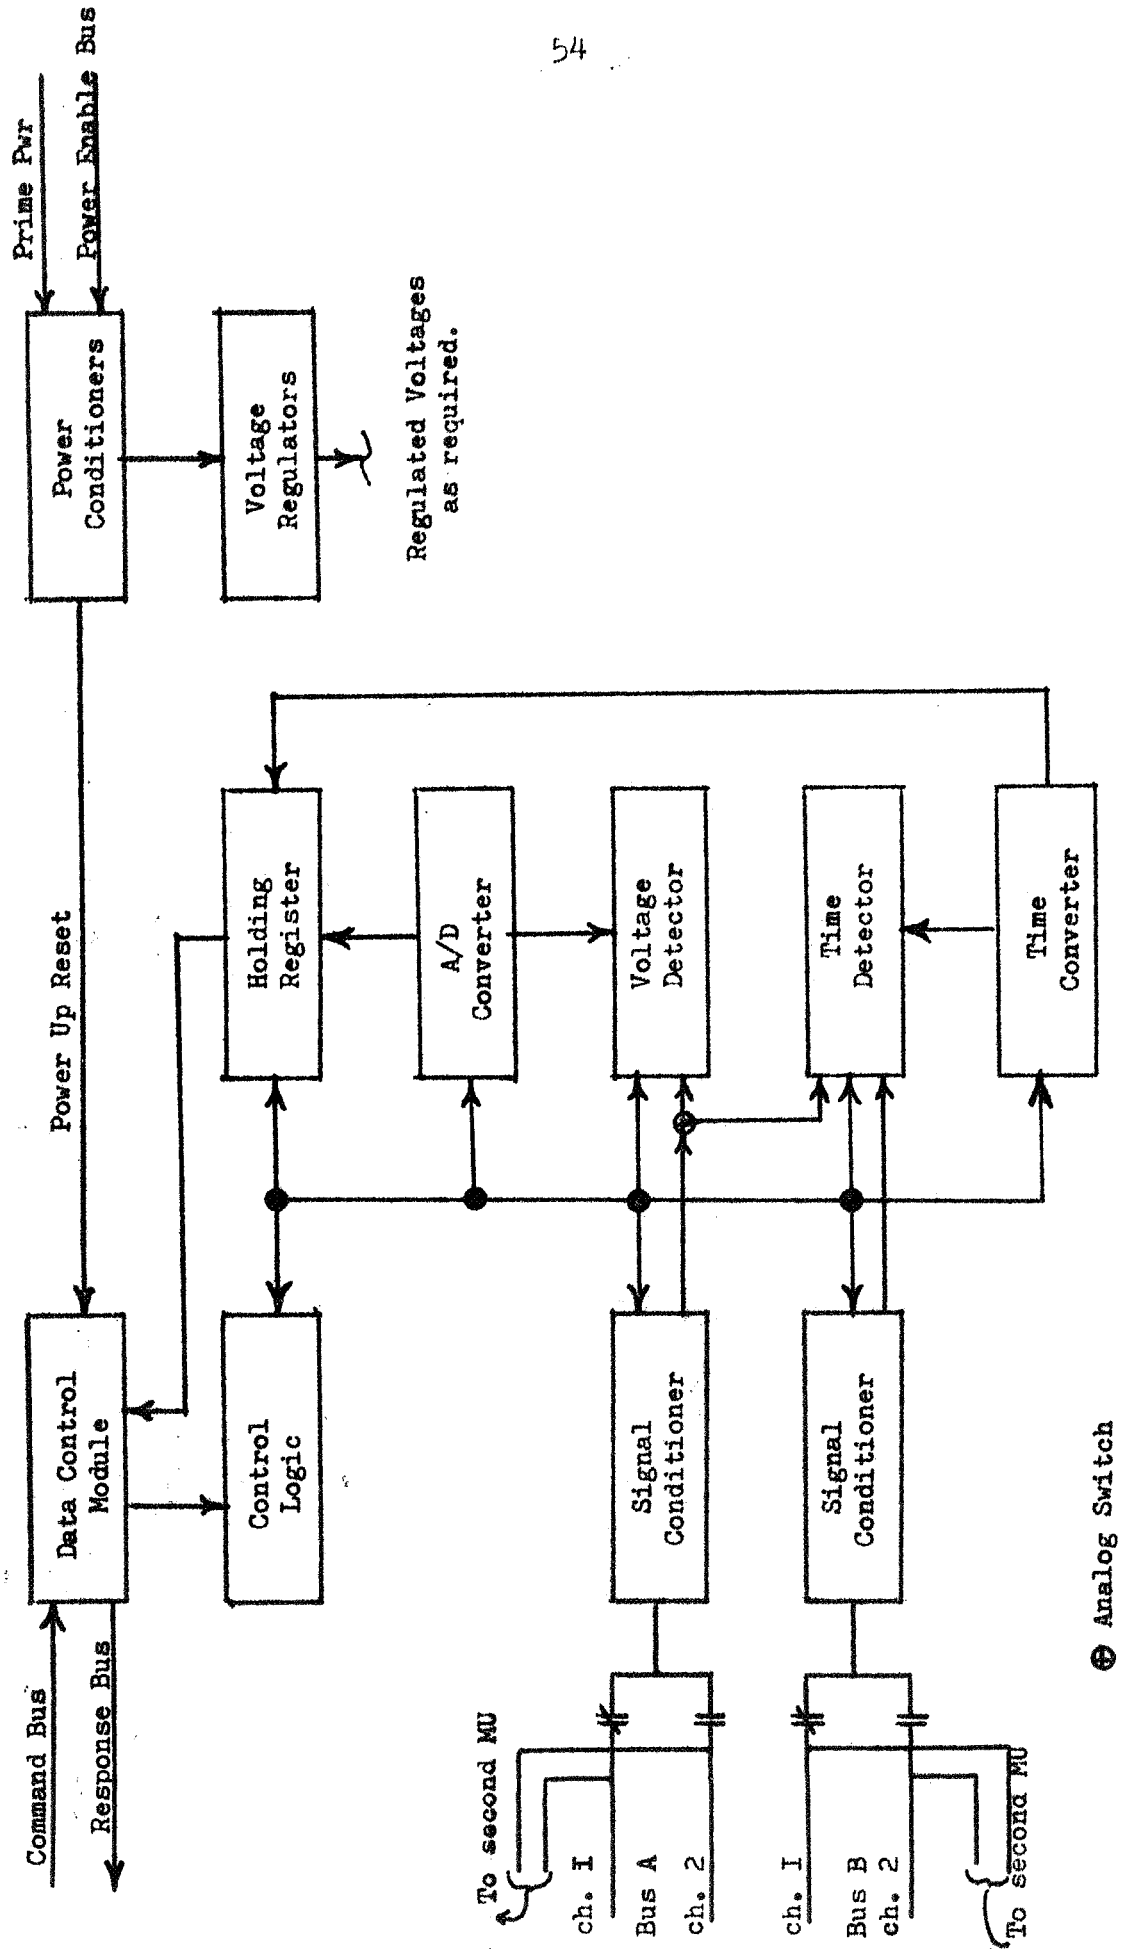 54
Command Bus
Response Bus
Data Control
Module
Power Up Reset
Power
Conditioners
Prime Pwr
Power Enable Bus
Control
Logic
Holding
Register
Voltage
Regulators
Regulated Voltages
as required.
A/D
Converter
To second MU
ch. I
Bus A
ch. 2
Signal
Conditioner
Voltage
Detector
ch. I
Bus B
ch. 2
Signal
Conditioner
Time
Detector
To second MU
Time
Converter
Analog Switch